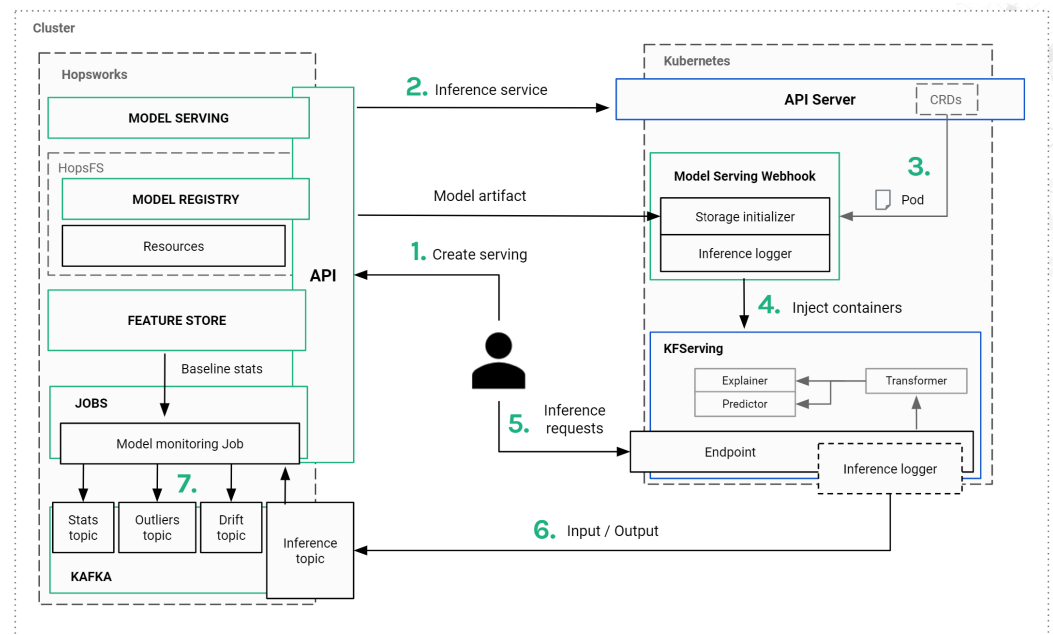 Cluster
Hopsworks
MODEL SERVING
HopsFS
MODEL REGISTRY
Resources
API
FEATURE STORE
Baseline stats
JOBS
Model monitoring Job
7.
Stats
topic
Outliers
topic
Drift
topic
Inference
topic
KAFKA
2. Inference service
Model artifact
1. Create serving
5. Inference
requests
6. Input / Output
Kubernetes
API Server
CRDs
3.
Pod
Model Serving Webhook
Storage initializer
Inference logger
4. Inject containers
KFServing
Explainer
Predictor
Transformer
Endpoint
Inference logger